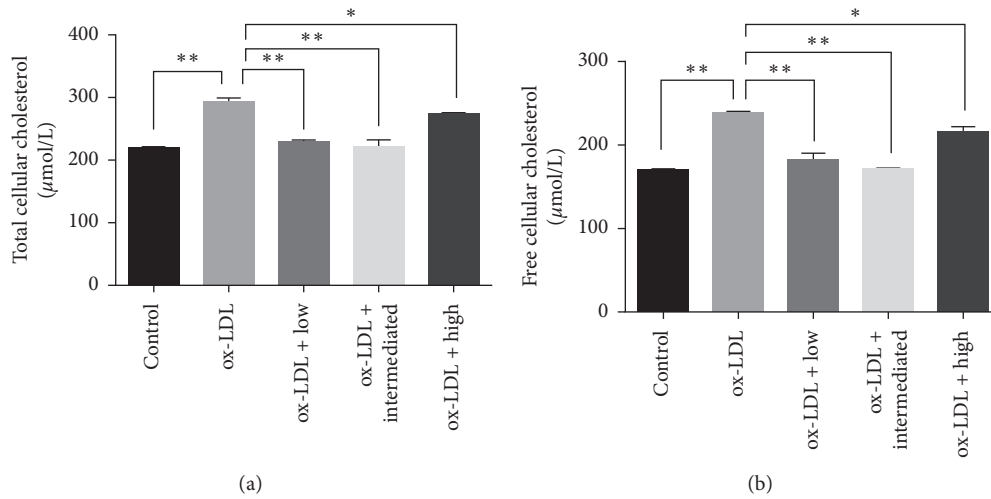 Total cellular cholesterol
(μmol/L)
400
300
200
100
0
**
**
**
*
Control
ox-LDL
ox-LDL + low
ox-LDL +
intermediated
ox-LDL + high
(a)
Free cellular cholesterol
(μmol/L)
300
200
100
0
**
**
**
*
Control
ox-LDL
ox-LDL + low
ox-LDL +
intermediated
ox-LDL + high
(b)